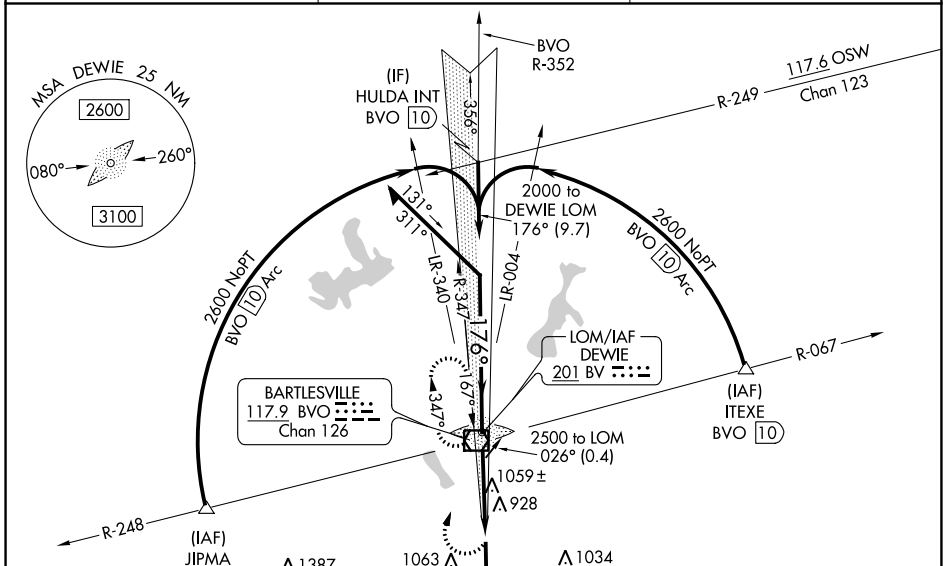 MSA DEWIE 25 NM
2600
080°
260°
3100
BVO
R-352
(IF)
HULDA INT
BVO 10
356°
117.6 OSW
R-249
Chan 123
131°
311°
2000 to
DEWIE LOM
176° (9.7)
2600 NoPT
BVO 10 Arc
2600 NoPT
BVO 10 Arc
LR-340
R-347
LR-004
176°
LOM/IAF
DEWIE
201 BV
R-067
(IAF)
ITEXE
BVO 10
BARTLESVILLE
117.9 BVO
Chan 126
347°
167°
2500 to LOM
026° (0.4)
1059 ±
928
R-248
(IAF)
JIPMA
1387
1063
1034